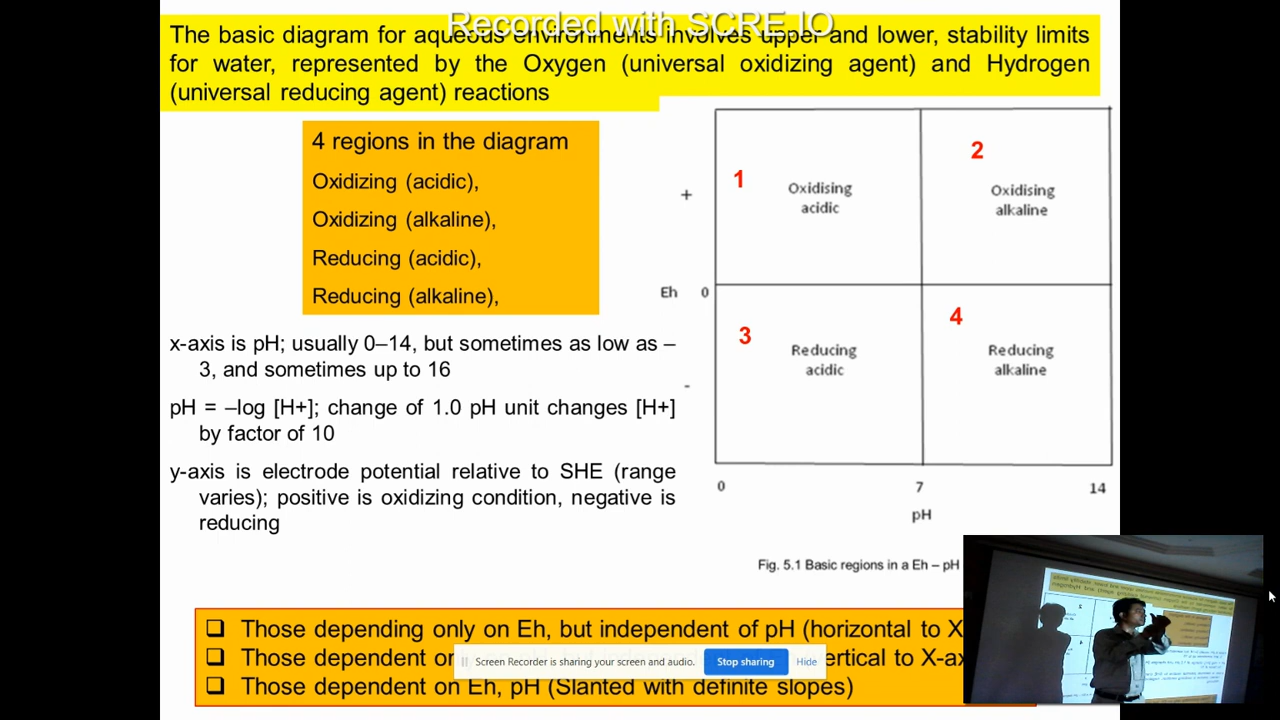 Recorded with SCRE.IO
The basic diagram for aqueous environments involves upper and lower, stability limits
for water, represented by the Oxygen (universal oxidizing agent) and Hydrogen
(universal reducing agent) reactions
4 regions in the diagram
Oxidizing (acidic),
Oxidizing (alkaline),
Reducing (acidic),
Reducing (alkaline),
x-axis is pH; usually 0–14, but sometimes as low as –
3, and sometimes up to 16
pH = –log [H+]; change of 1.0 pH unit changes [H+]
by factor of 10
y-axis is electrode potential relative to SHE (range
varies); positive is oxidizing condition, negative is
reducing
1
2
+
Oxidising
acidic
Oxidising
alkaline
Eh 0
3
4
Reducing
acidic
Reducing
alkaline
-
0 7 14
pH
Fig. 5.1 Basic regions in a Eh – pH
❑ Those depending only on Eh, but independent of pH (horizontal to X
❑ Those dependent
❑ Those dependent on Eh, pH (Slanted with definite slopes)
Screen Recorder is sharing your screen and audio.
Stop sharing
Hide